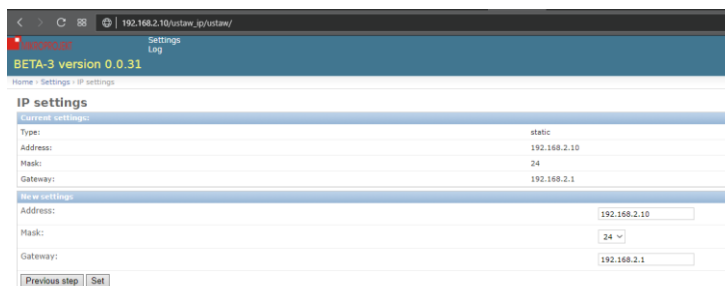 192.168.2.10/ustaw_ip/ustaw/
Settings
Log
BETA-3 version 0.0.31
Home › Settings › IP settings
IP settings
Current settings:
Type: static
Address: 192.168.2.10
Mask: 24
Gateway: 192.168.2.1
New settings
Address: 192.168.2.10
Mask: 24
Gateway: 192.168.2.1
Previous step Set